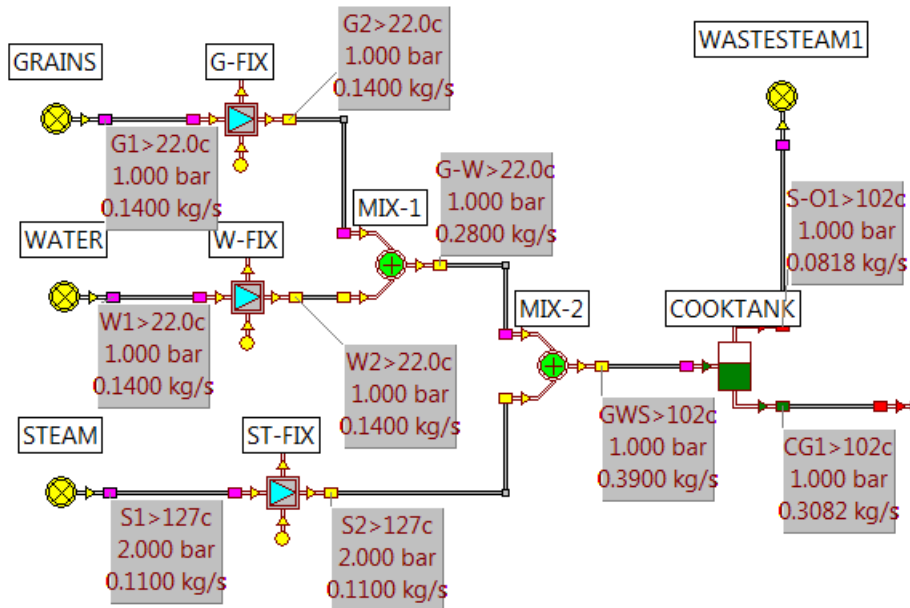 GRAINS
G-FIX
G2>22.0c
1.000 bar
0.1400 kg/s
WASTESTEAM1
G1>22.0c
1.000 bar
0.1400 kg/s
MIX-1
G-W>22.0c
1.000 bar
0.2800 kg/s
S-O1>102c
1.000 bar
0.0818 kg/s
WATER
W-FIX
W1>22.0c
1.000 bar
0.1400 kg/s
W2>22.0c
1.000 bar
0.1400 kg/s
MIX-2
COOKTANK
GWS>102c
1.000 bar
0.3900 kg/s
CG1>102c
1.000 bar
0.3082 kg/s
STEAM
ST-FIX
S1>127c
2.000 bar
0.1100 kg/s
S2>127c
2.000 bar
0.1100 kg/s